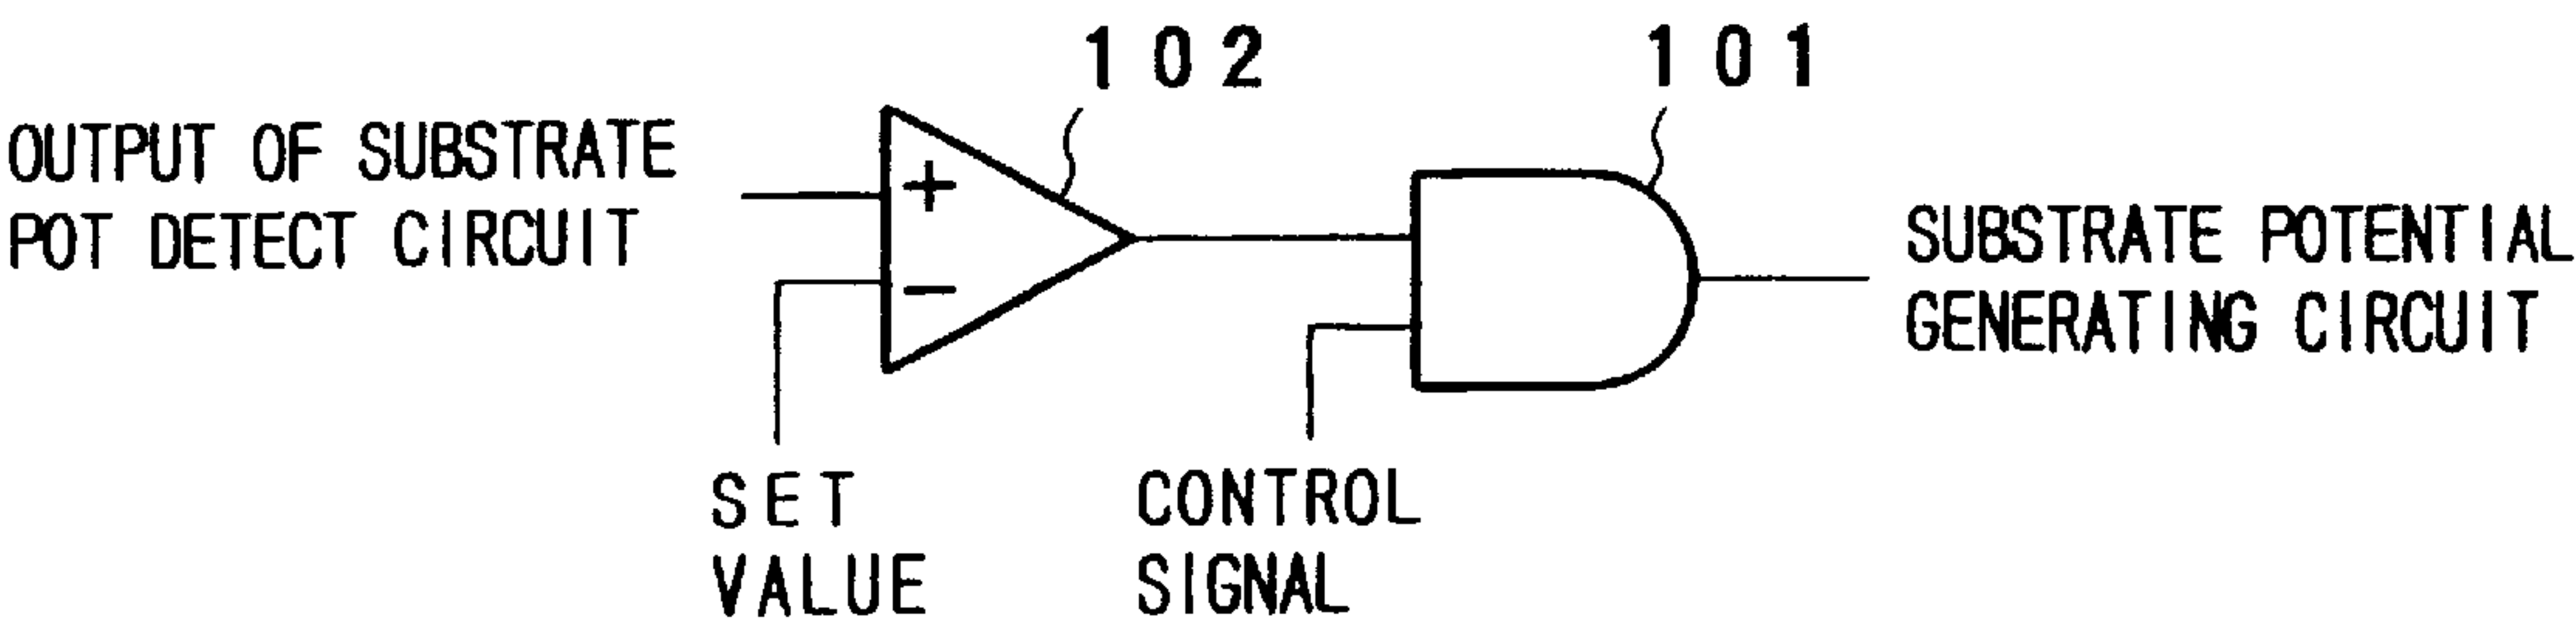 102
101
OUTPUT OF SUBSTRATE
POT DETECT CIRCUIT
+
−
SUBSTRATE POTENTIAL
GENERATING CIRCUIT
SET
VALUE
CONTROL
SIGNAL